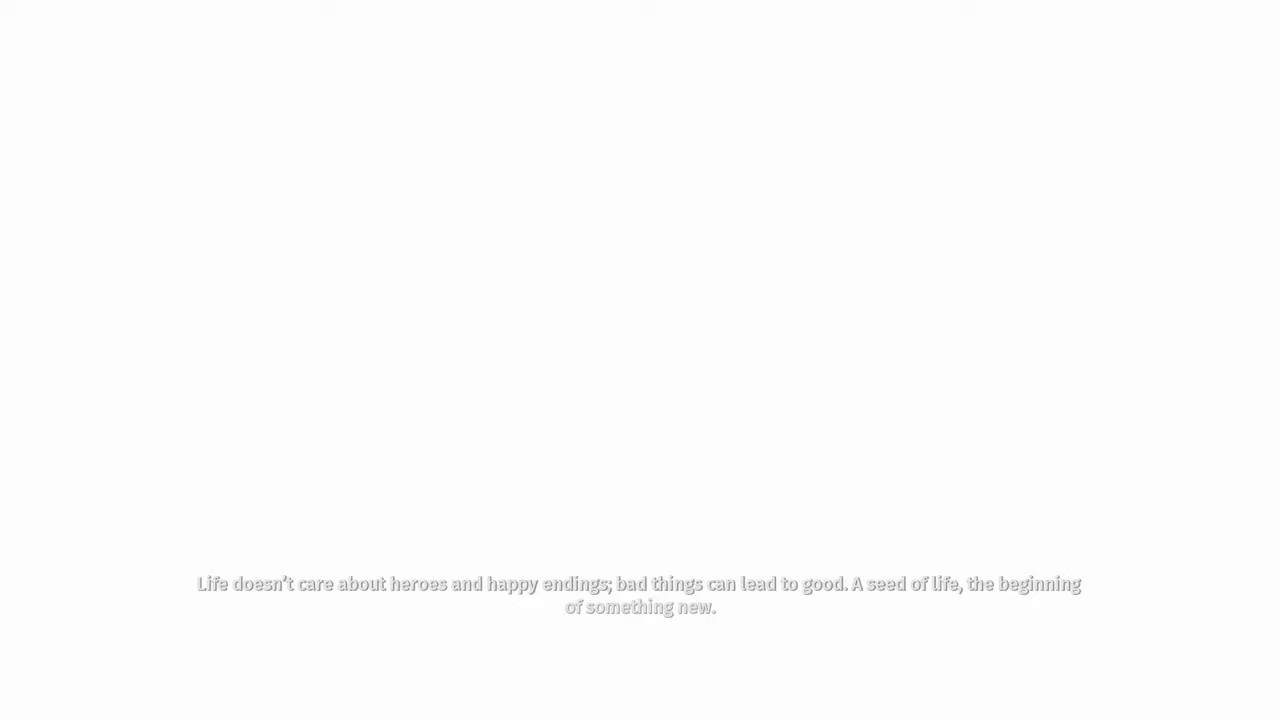 Life doesn't care about heroes and happy endings; bad things can lead to good. A seed of life, the beginning
of something new.